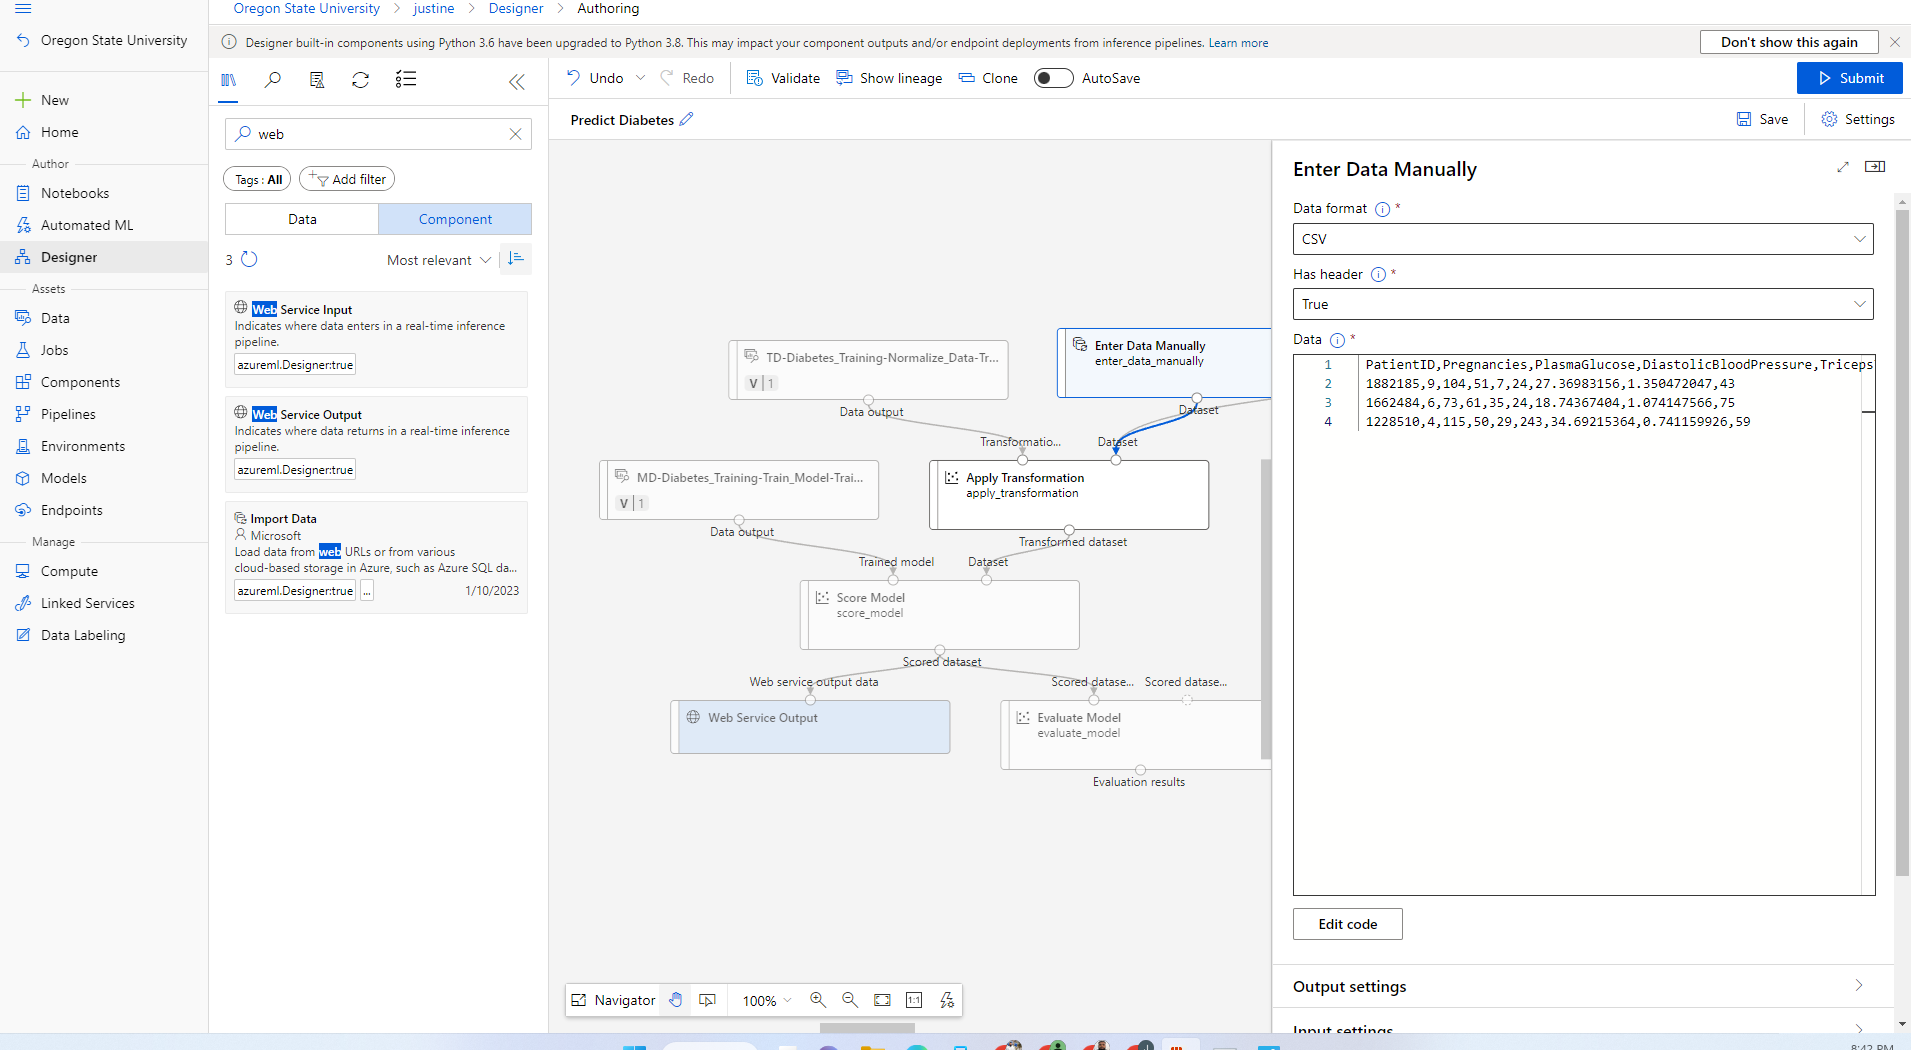 Oregon State University > justine > Designer > Authoring
Oregon State University
Designer built-in components using Python 3.6 have been upgraded to Python 3.8. This may impact your component outputs and/or endpoint deployments from inference pipelines. Learn more
Don't show this again
New
Home
Author
Notebooks
Automated ML
Designer
Assets
Data
Jobs
Components
Pipelines
Environments
Models
Endpoints
Manage
Compute
Linked Services
Data Labeling
web
Tags : All
Add filter
Data
Component
3
Most relevant
Web Service Input
Indicates where data enters in a real-time inference
pipeline.
azureml.Designer:true
Web Service Output
Indicates where data returns in a real-time inference
pipeline.
azureml.Designer:true
Import Data
Microsoft
Load data from web URLs or from various
cloud-based storage in Azure, such as Azure SQL da...
azureml.Designer:true ... 1/10/2023
Undo
Redo
Validate
Show lineage
Clone
AutoSave
Submit
Predict Diabetes
Save
Settings
TD-Diabetes_Training-Normalize_Data-Tr...
V 1
Data output
Enter Data Manually
enter_data_manually
Dataset
Transformatio...
Dataset
MD-Diabetes_Training-Train_Model-Trai...
V 1
Data output
Apply Transformation
apply_transformation
Transformed dataset
Trained model
Dataset
Score Model
score_model
Scored dataset
Web service output data
Scored datase...
Scored datase...
Web Service Output
Evaluate Model
evaluate_model
Evaluation results
Navigator
100%
1:1
Enter Data Manually
Data format *
CSV
Has header *
True
Data *
1 PatientID,Pregnancies,PlasmaGlucose,DiastolicBloodPressure,Triceps
2 1882185,9,104,51,7,24,27.36983156,1.350472047,43
3 1662484,6,73,61,35,24,18.74367404,1.074147566,75
4 1228510,4,115,50,29,243,34.69215364,0.741159926,59
Edit code
Output settings
Input settings
8:42 PM